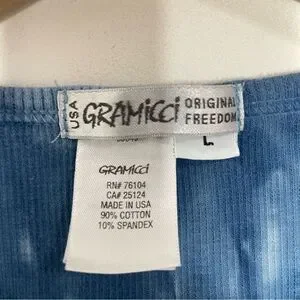 USA
GRAMicci
ORIGINAL
FREEDOM
L
GRAMicci
RN# 76104
CA# 25124
MADE IN USA
90% COTTON
10% SPANDEX